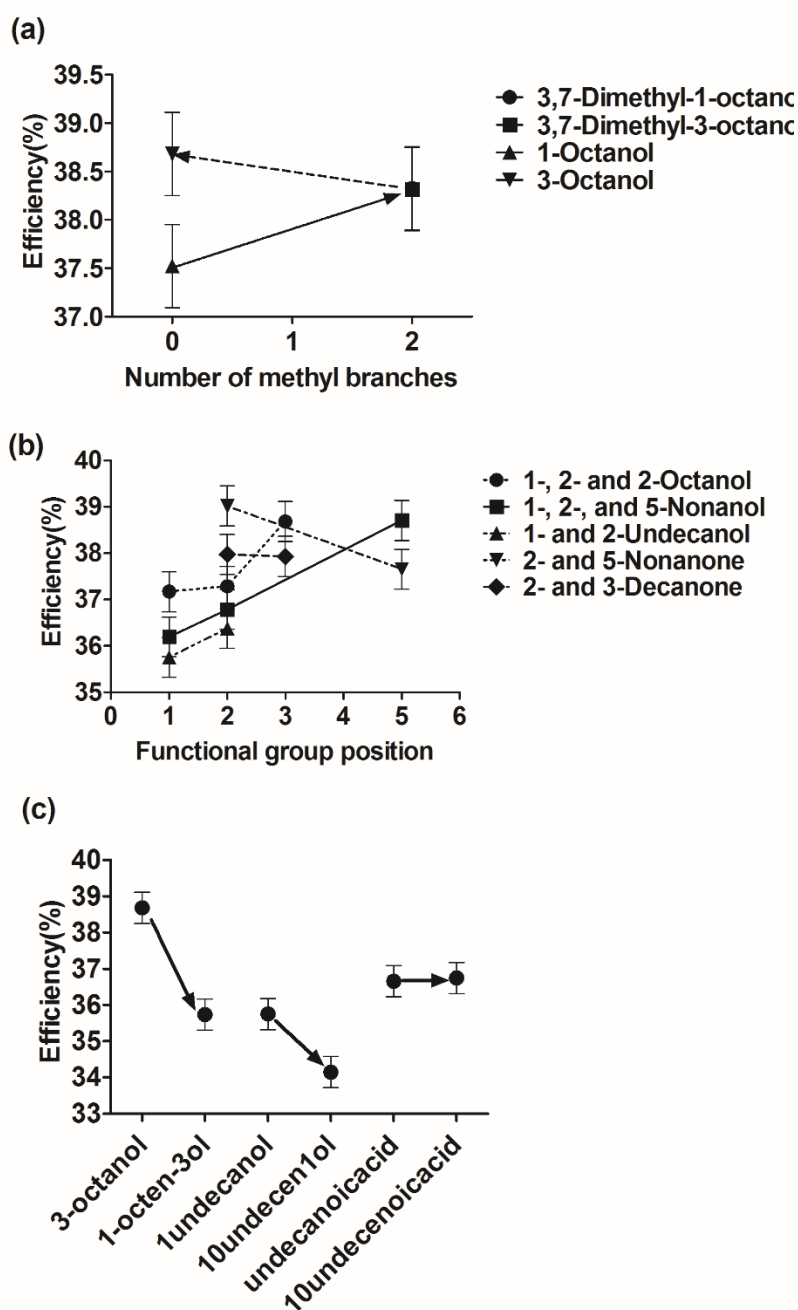 (a)
Efficiency(%)
39.5
39.0
38.5
38.0
37.5
37.0
0
1
2
Number of methyl branches
3,7-Dimethyl-1-octano
3,7-Dimethyl-3-octano
1-Octanol
3-Octanol
(b)
Efficiency(%)
40
39
38
37
36
35
0
1
2
3
4
5
6
Functional group position
1-, 2- and 2-Octanol
1-, 2-, and 5-Nonanol
1- and 2-Undecanol
2- and 5-Nonanone
2- and 3-Decanone
(c)
Efficiency(%)
40
39
38
37
36
35
34
33
3-octanol
1-octen-3ol
1undecanol
10undecen1ol
undecanoicacid
10undecenoicacid